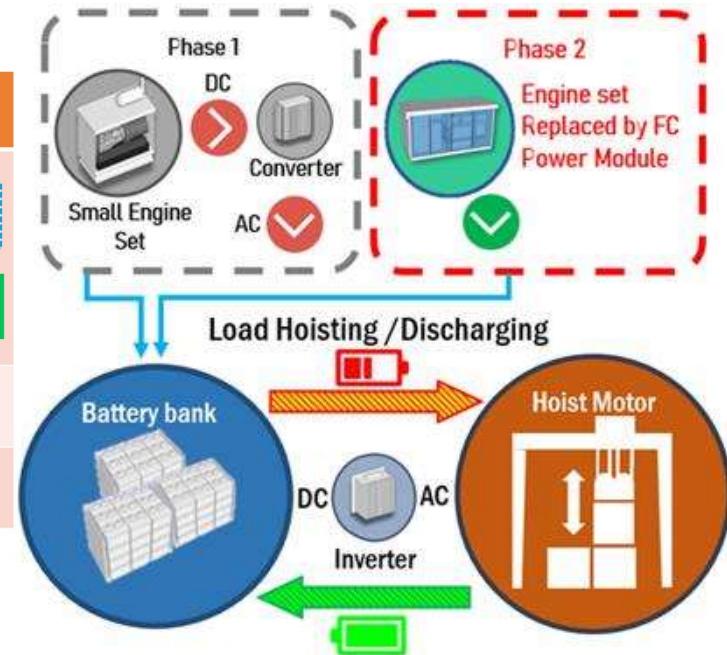 Phase 1
DC
Converter
Small Engine
Set
AC
Phase 2
Engine set
Replaced by FC
Power Module
Load Hoisting /Discharging
Battery bank
Hoist Motor
DC
AC
Inverter